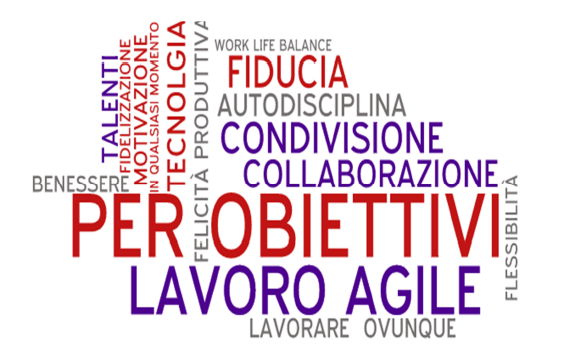 TALENTI
FIDELIZZAZIONE
MOTIVAZIONE
IN QUALSIASI MOMENTO
TECNOLGIA
FELICITÀ PRODUTTIVA
WORK LIFE BALANCE
FIDUCIA
AUTODISCIPLINA
CONDIVISIONE
COLLABORAZIONE
BENESSERE
PER OBIETTIVI
FLESSIBILITÀ
LAVORO AGILE
LAVORARE OVUNQUE